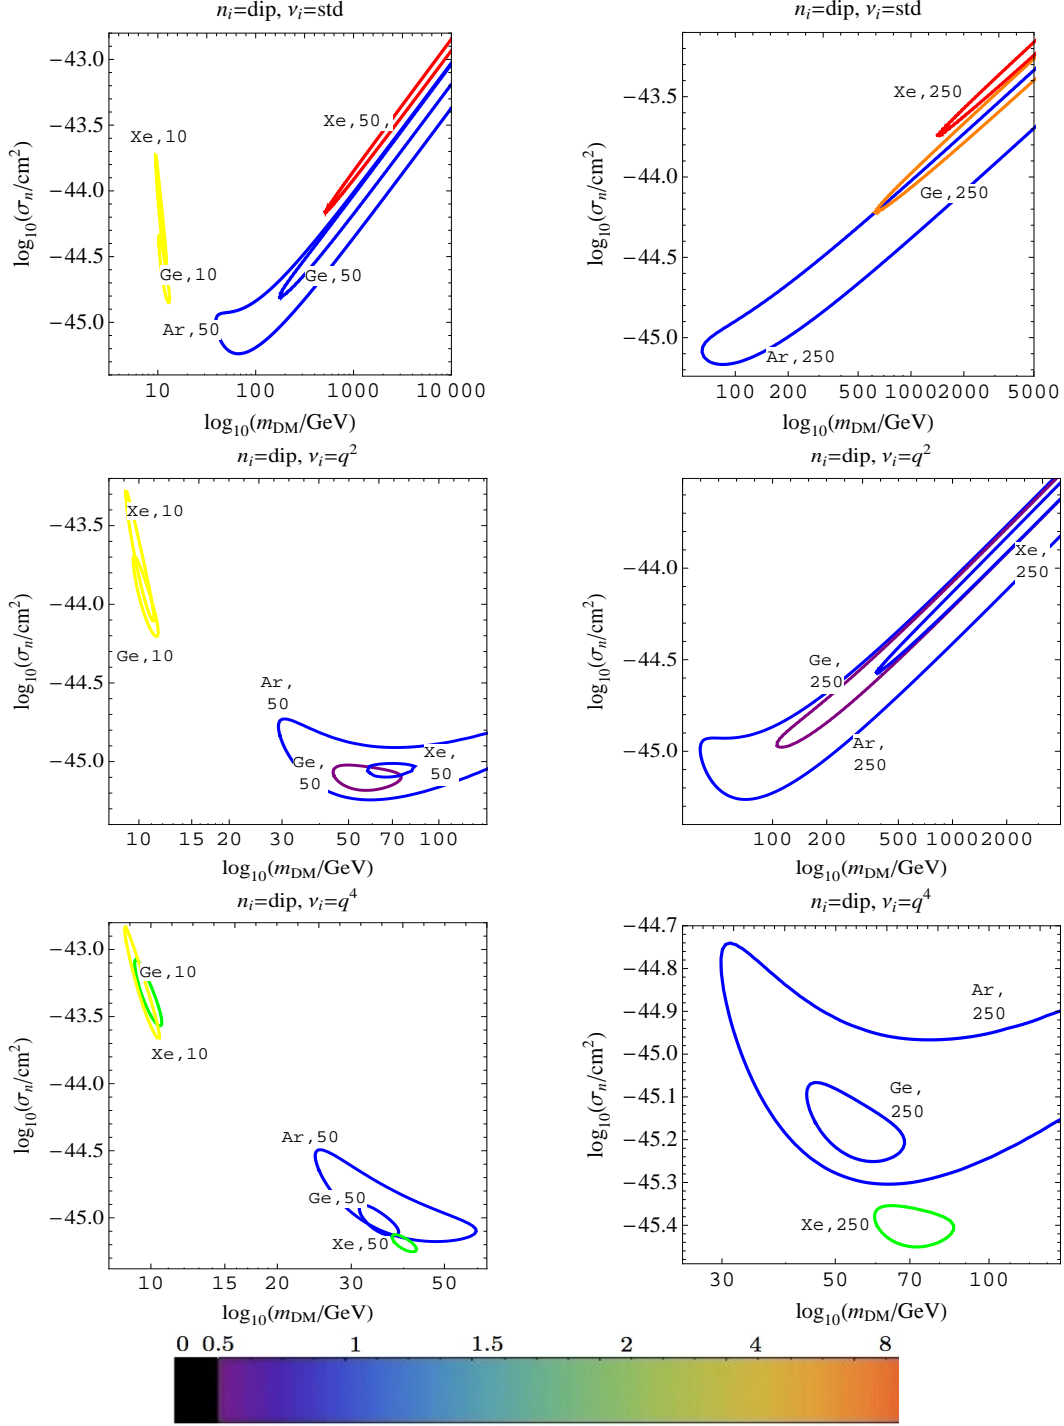 n_i=dip, ν_i=std
−43.0
−43.5
−44.0
−44.5
−45.0
log10(σ_n/cm²)
Xe,10
Ge,10
Xe,50,
Ge,50
Ar,50
10 100 1000 10 000
log10(m_DM/GeV)
n_i=dip, ν_i=std
−43.5
−44.0
−44.5
−45.0
log10(σ_n/cm²)
Xe,250
Ge,250
Ar,250
100 200 500 1000 2000 5000
log10(m_DM/GeV)
n_i=dip, ν_i=q²
−43.5
−44.0
−44.5
−45.0
log10(σ_n/cm²)
Xe,10
Ge,10
Ar,
50
Ge,
50
Xe,
50
10 15 20 30 50 70 100
log10(m_DM/GeV)
n_i=dip, ν_i=q²
−44.0
−44.5
−45.0
log10(σ_n/cm²)
Xe,
250
Ge,
250
Ar,
250
100 200 500 1000 2000
log10(m_DM/GeV)
n_i=dip, ν_i=q⁴
−43.0
−43.5
−44.0
−44.5
−45.0
log10(σ_n/cm²)
Ge,10
Xe,10
Ar,50
Ge,50
Xe,50
10 15 20 30 50
log10(m_DM/GeV)
n_i=dip, ν_i=q⁴
−44.7
−44.8
−44.9
−45.0
−45.1
−45.2
−45.3
−45.4
log10(σ_n/cm²)
Ar,
250
Ge,
250
Xe,250
30 50 70 100
log10(m_DM/GeV)
0 0.5 1 1.5 2 4 8